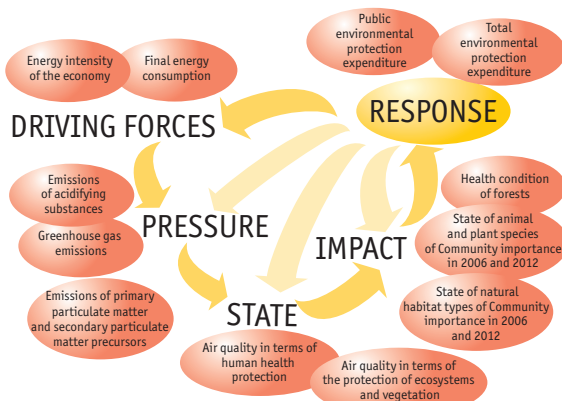 Public
environmental
protection
expenditure
Total
environmental
protection
expenditure
Energy intensity
of the economy
Final energy
consumption
RESPONSE
DRIVING FORCES
Emissions
of acidifying
substances
Greenhouse gas
emissions
Emissions of primary
particulate matter
and secondary particulate
matter precursors
PRESSURE
Health condition
of forests
State of animal
and plant species
of Community importance
in 2006 and 2012
State of natural
habitat types of Community
importance in 2006
and 2012
IMPACT
STATE
Air quality in terms of
human health
protection
Air quality in terms of
the protection of ecosystems
and vegetation